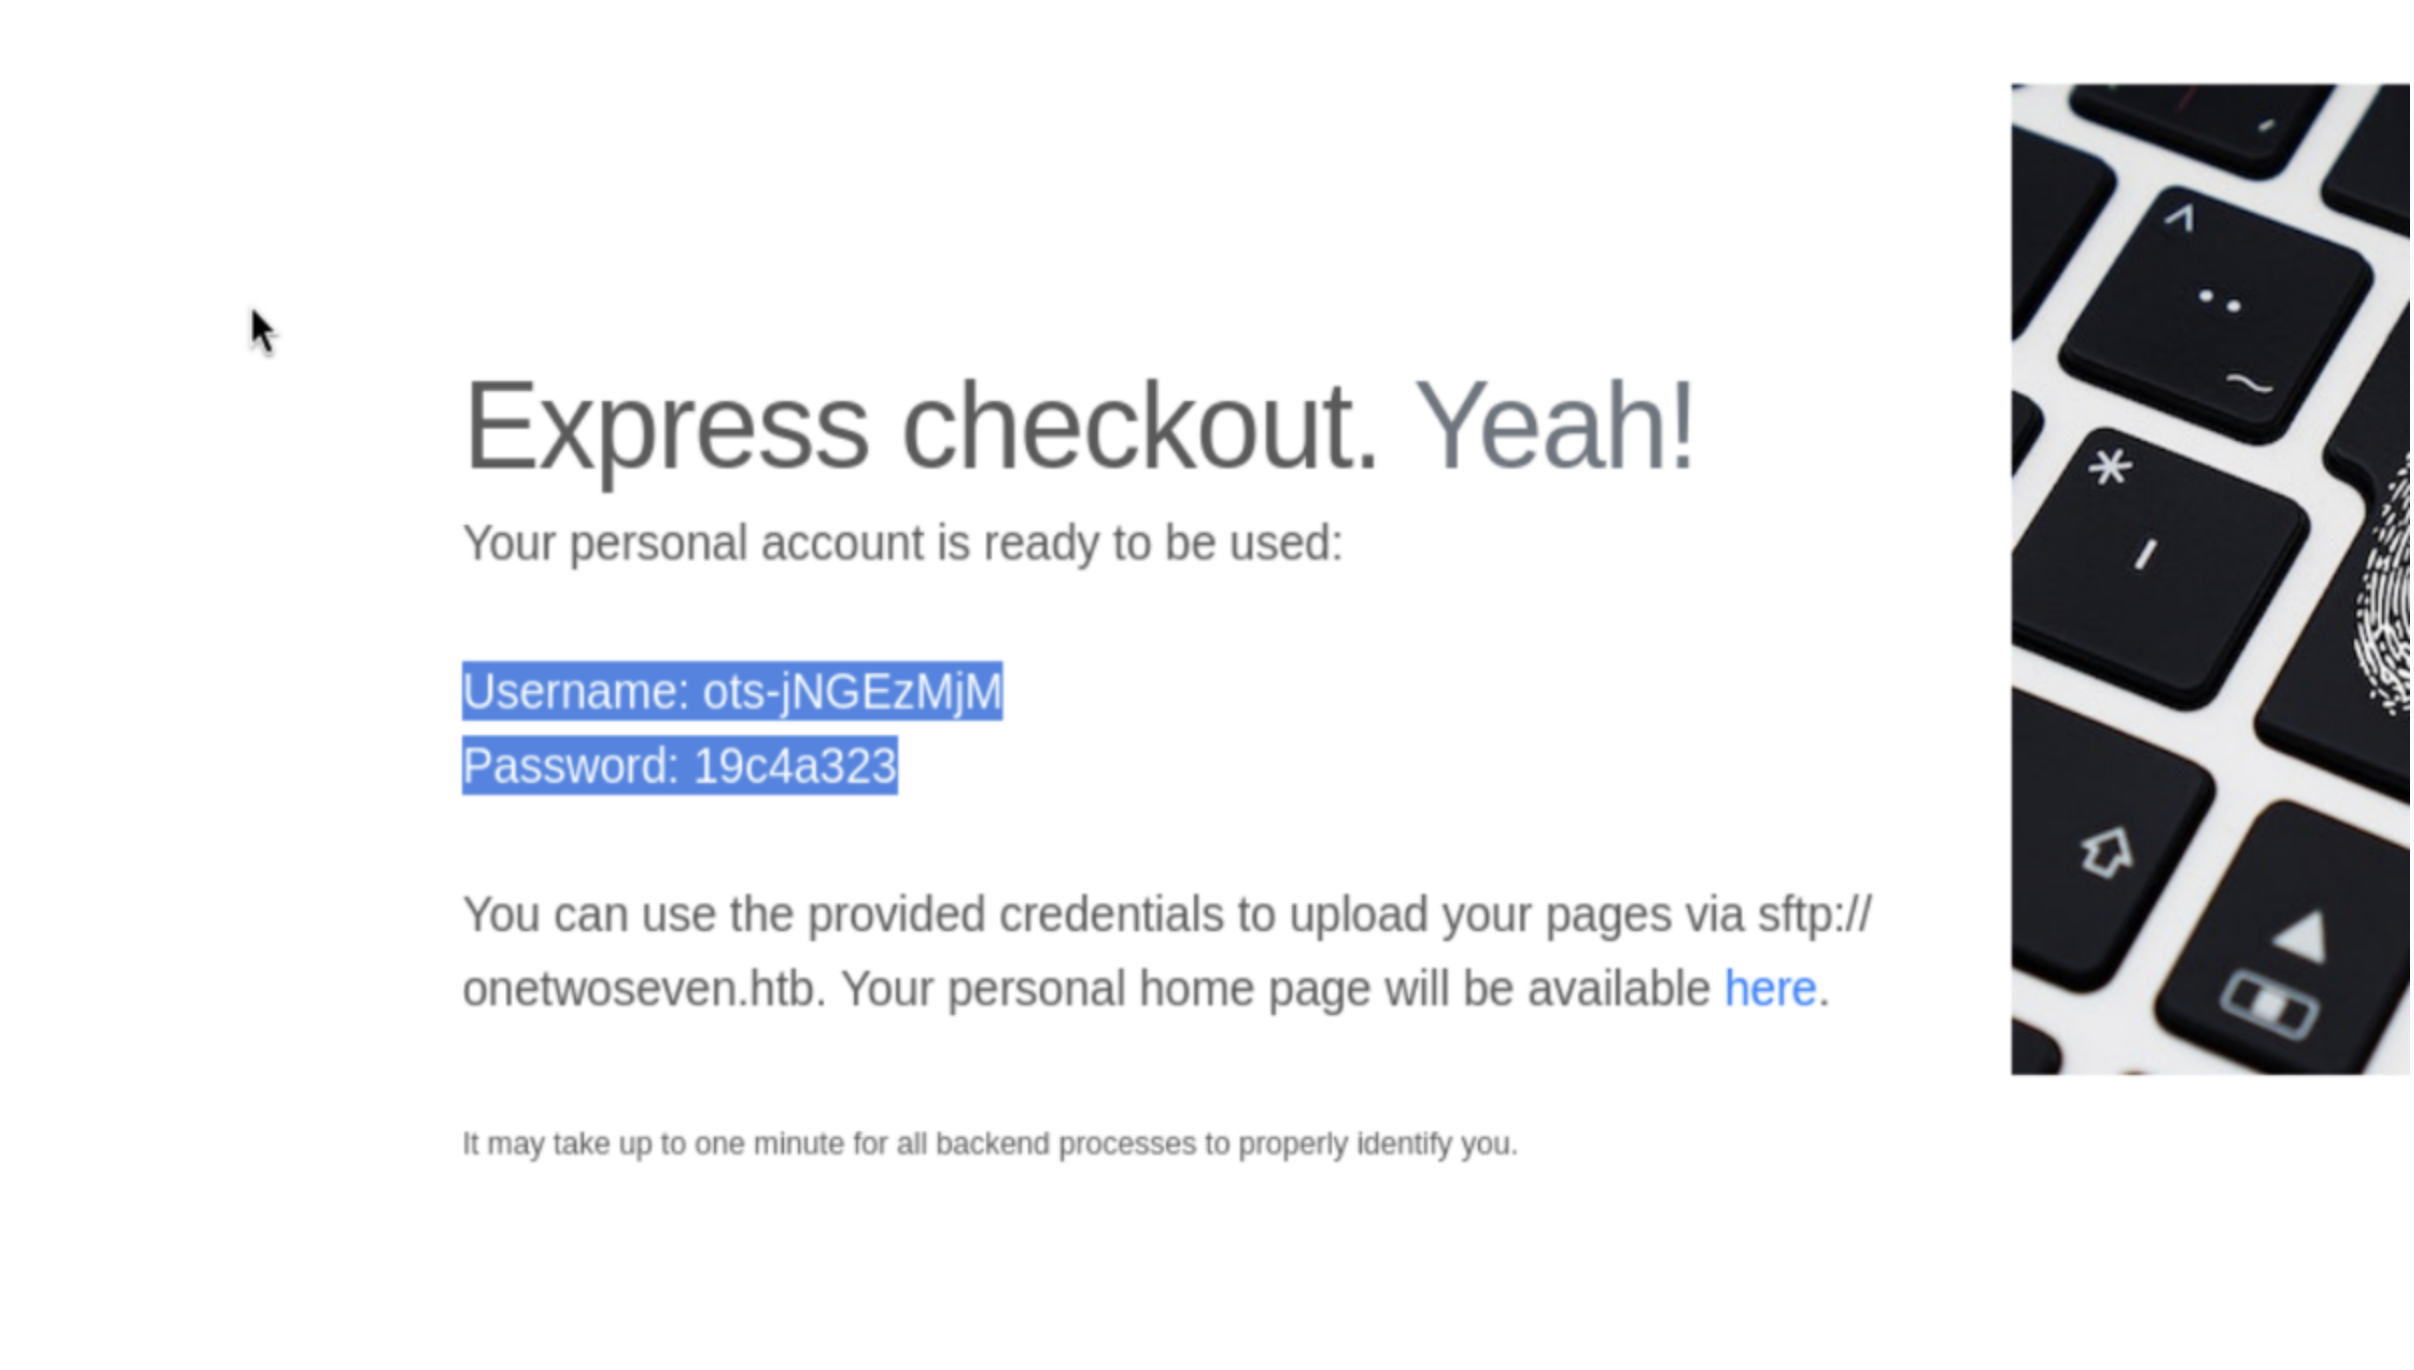 Express checkout. Yeah!
Your personal account is ready to be used:
Username: ots-jNGEzMjM
Password: 19c4a323
You can use the provided credentials to upload your pages via sftp://
onetwoseven.htb. Your personal home page will be available here.
It may take up to one minute for all backend processes to properly identify you.